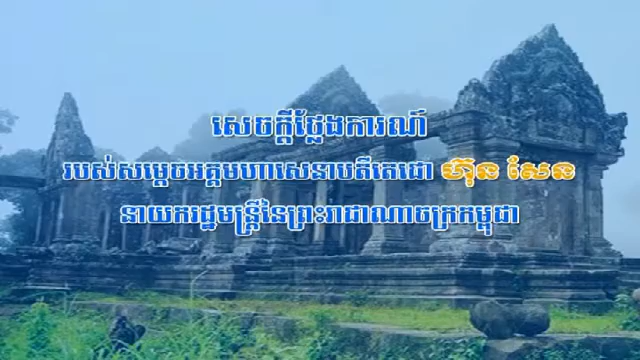 សេចក្ដីថ្លែងការណ៍
របស់សម្ដេចអគ្គមហាសេនាបតីតេជោ ហ៊ុន សែន
នាយករដ្ឋមន្ត្រីនៃព្រះរាជាណាចក្រកម្ពុជា